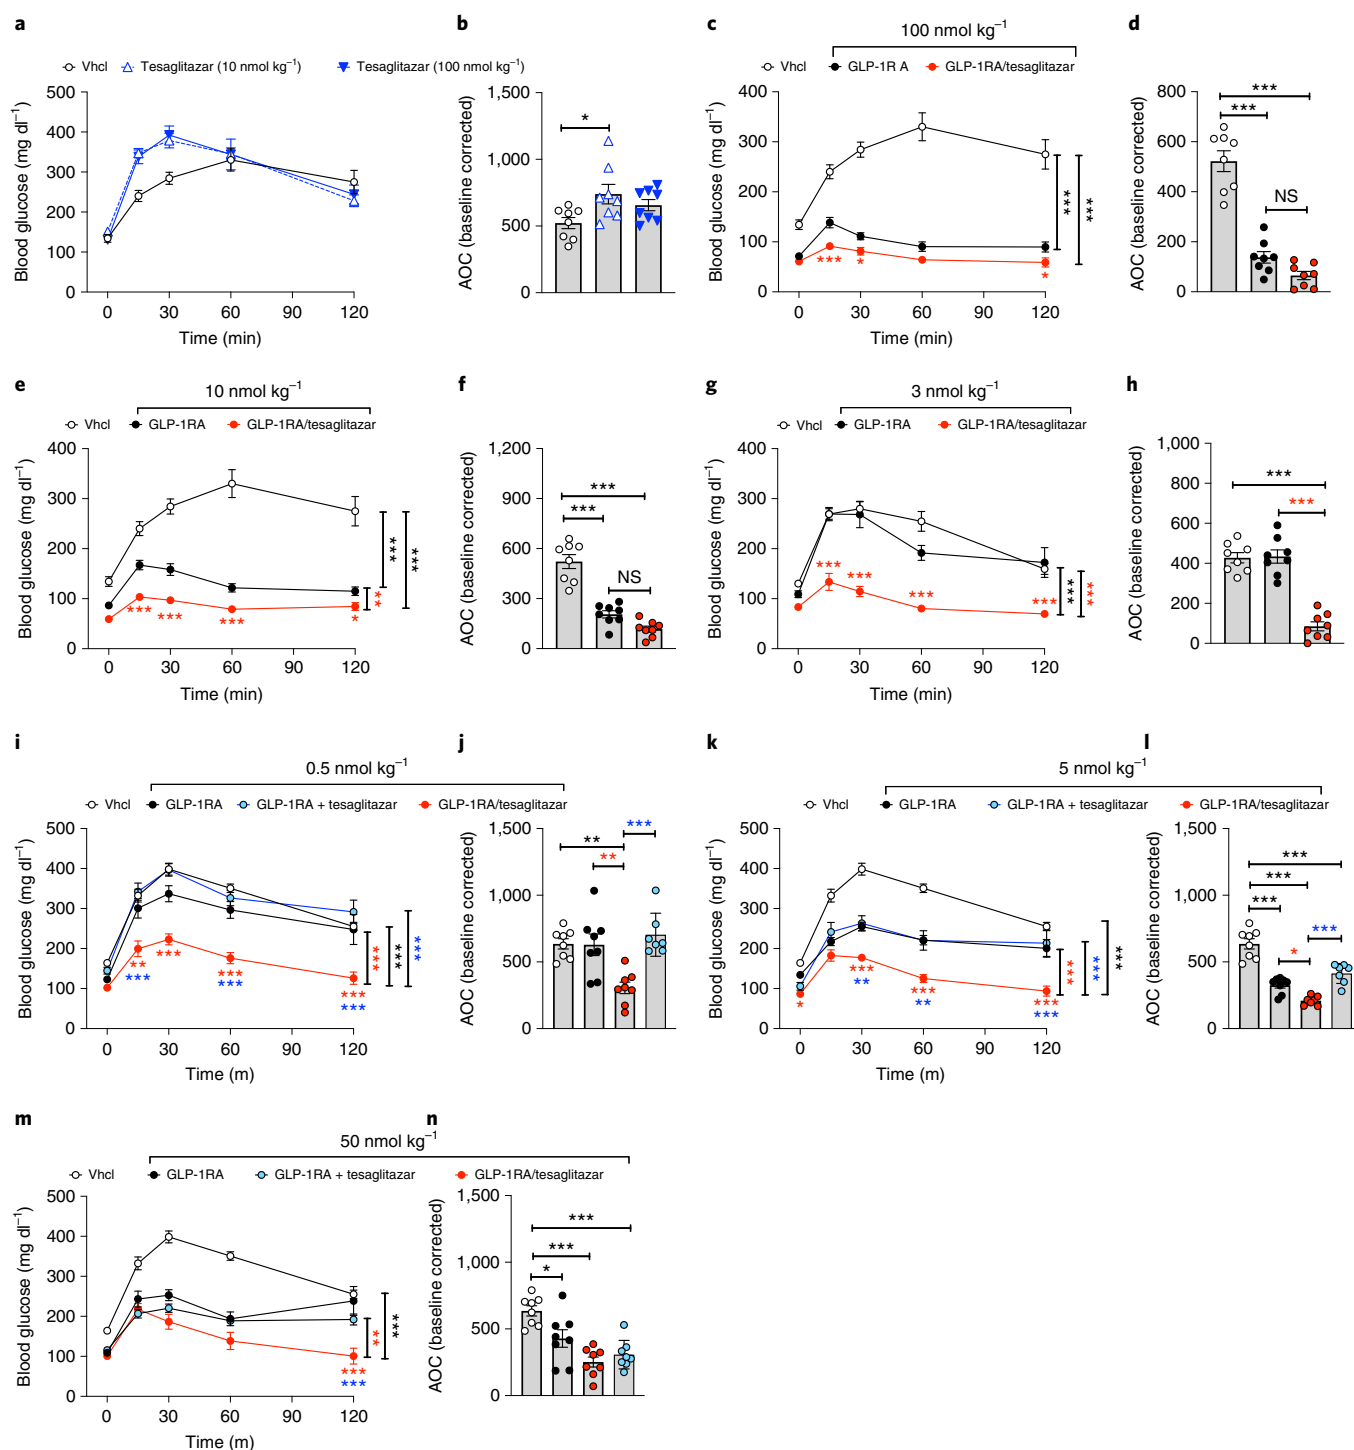 a
Vhcl Tesaglitazar (10 nmol kg–1) Tesaglitazar (100 nmol kg–1)
Blood glucose (mg dl–1)
500
400
300
200
100
0
0 30 60 90 120
Time (min)
b
AOC (baseline corrected)
1,500
1,000
500
0
*
c
100 nmol kg–1
Vhcl GLP-1R A GLP-1RA/tesaglitazar
Blood glucose (mg dl–1)
400
300
200
100
0
*** * *
*** ***
0 30 60 90 120
Time (min)
d
AOC (baseline corrected)
800
600
400
200
0
***
***
NS
e
10 nmol kg–1
Vhcl GLP-1RA GLP-1RA/tesaglitazar
Blood glucose (mg dl–1)
400
300
200
100
0
*** *** *** *
** *** ***
0 30 60 90 120
Time (min)
f
AOC (baseline corrected)
1,200
900
600
300
0
***
***
NS
g
3 nmol kg–1
Vhcl GLP-1RA GLP-1RA/tesaglitazar
Blood glucose (mg dl–1)
400
300
200
100
0
*** *** *** ***
*** ***
0 30 60 90 120
Time (min)
h
AOC (baseline corrected)
1,000
800
600
400
200
0
***
***
i
0.5 nmol kg–1
Vhcl GLP-1RA GLP-1RA + tesaglitazar GLP-1RA/tesaglitazar
Blood glucose (mg dl–1)
500
400
300
200
100
0
** *** *** ***
*** *** ***
*** *** ***
0 30 60 90 120
Time (m)
j
AOC (baseline corrected)
1,500
1,000
500
0
***
**
**
k
5 nmol kg–1
Vhcl GLP-1RA GLP-1RA + tesaglitazar GLP-1RA/tesaglitazar
Blood glucose (mg dl–1)
500
400
300
200
100
0
* *** *** ***
** ** ***
*** *** ***
0 30 60 90 120
Time (m)
l
AOC (baseline corrected)
1,500
1,000
500
0
***
***
***
***
*
m
50 nmol kg–1
Vhcl GLP-1RA GLP-1RA + tesaglitazar GLP-1RA/tesaglitazar
Blood glucose (mg dl–1)
500
400
300
200
100
0
***
***
** ***
0 30 60 90 120
Time (m)
n
AOC (baseline corrected)
1,500
1,000
500
0
***
***
*